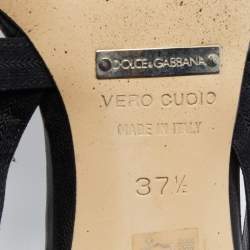 DOLCE & GABBANA
VERO CUOIO
MADE IN ITALY
37½